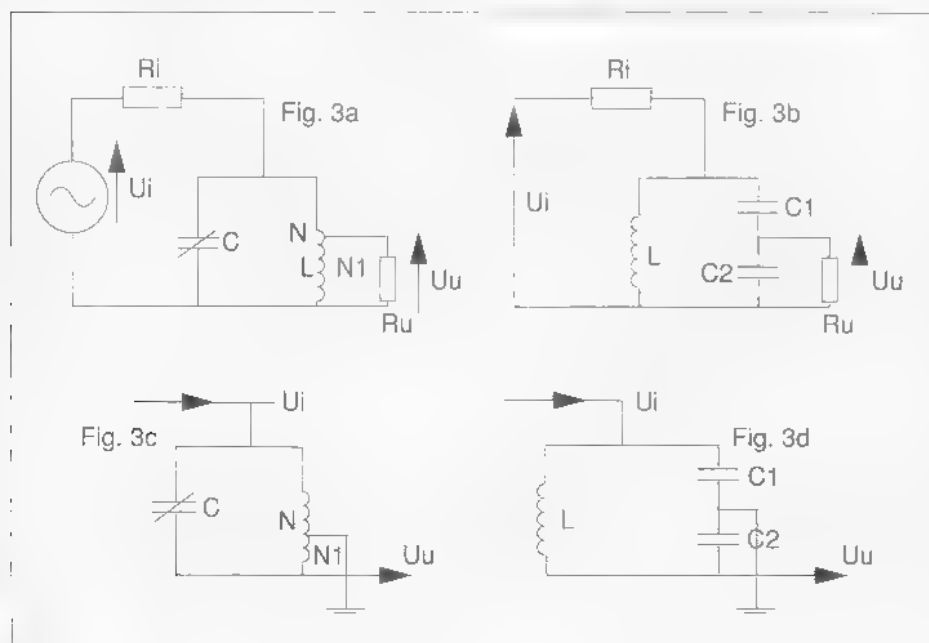 Ri
Fig. 3a
Ui
C
N
L
N1
Uu
Ru
Ri
Fig. 3b
Ui
L
C1
C2
Uu
Ru
Ui
Fig. 3c
C
N
N1
Uu
Ui
Fig. 3d
L
C1
C2
Uu